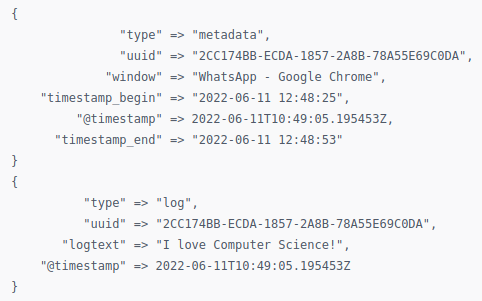 {
"type" => "metadata",
"uuid" => "2CC174BB-ECDA-1857-2A8B-78A55E69C0DA",
"window" => "WhatsApp - Google Chrome",
"timestamp_begin" => "2022-06-11 12:48:25",
"@timestamp" => 2022-06-11T10:49:05.195453Z,
"timestamp_end" => "2022-06-11 12:48:53"
}
{
"type" => "log",
"uuid" => "2CC174BB-ECDA-1857-2A8B-78A55E69C0DA",
"logtext" => "I love Computer Science!",
"@timestamp" => 2022-06-11T10:49:05.195453Z
}